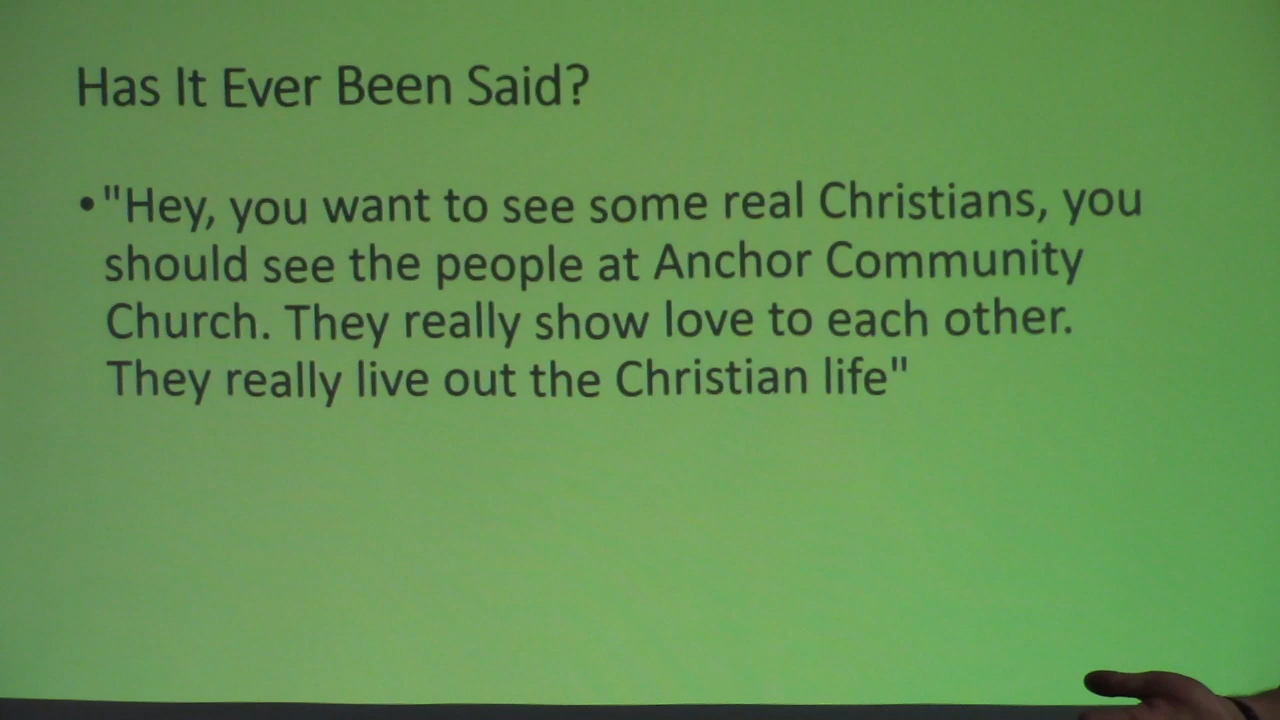 Has It Ever Been Said?
•"Hey, you want to see some real Christians, you
should see the people at Anchor Community
Church. They really show love to each other.
They really live out the Christian life"